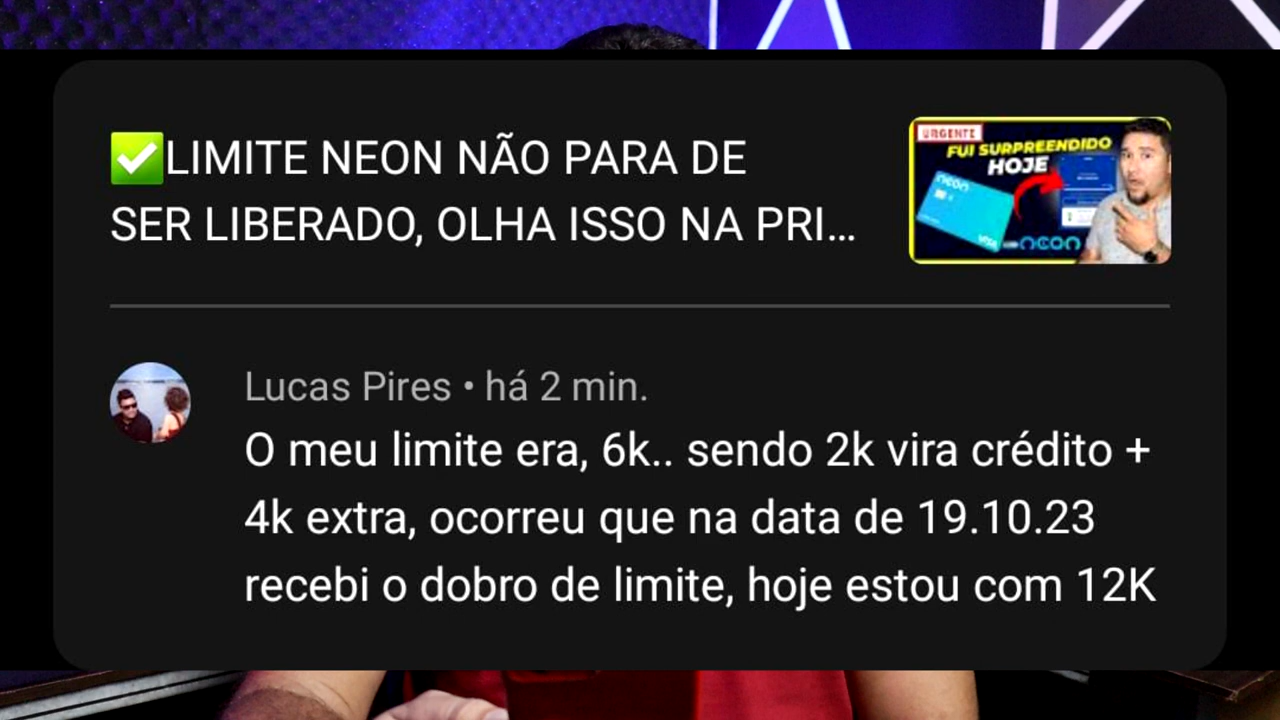 ✅LIMITE NEON NÃO PARA DE
SER LIBERADO, OLHA ISSO NA PRI...
URGENTE
FUI SURPREENDIDO
HOJE
neon
VISA
neon
Lucas Pires • há 2 min.
O meu limite era, 6k.. sendo 2k vira crédito +
4k extra, ocorreu que na data de 19.10.23
recebi o dobro de limite, hoje estou com 12K